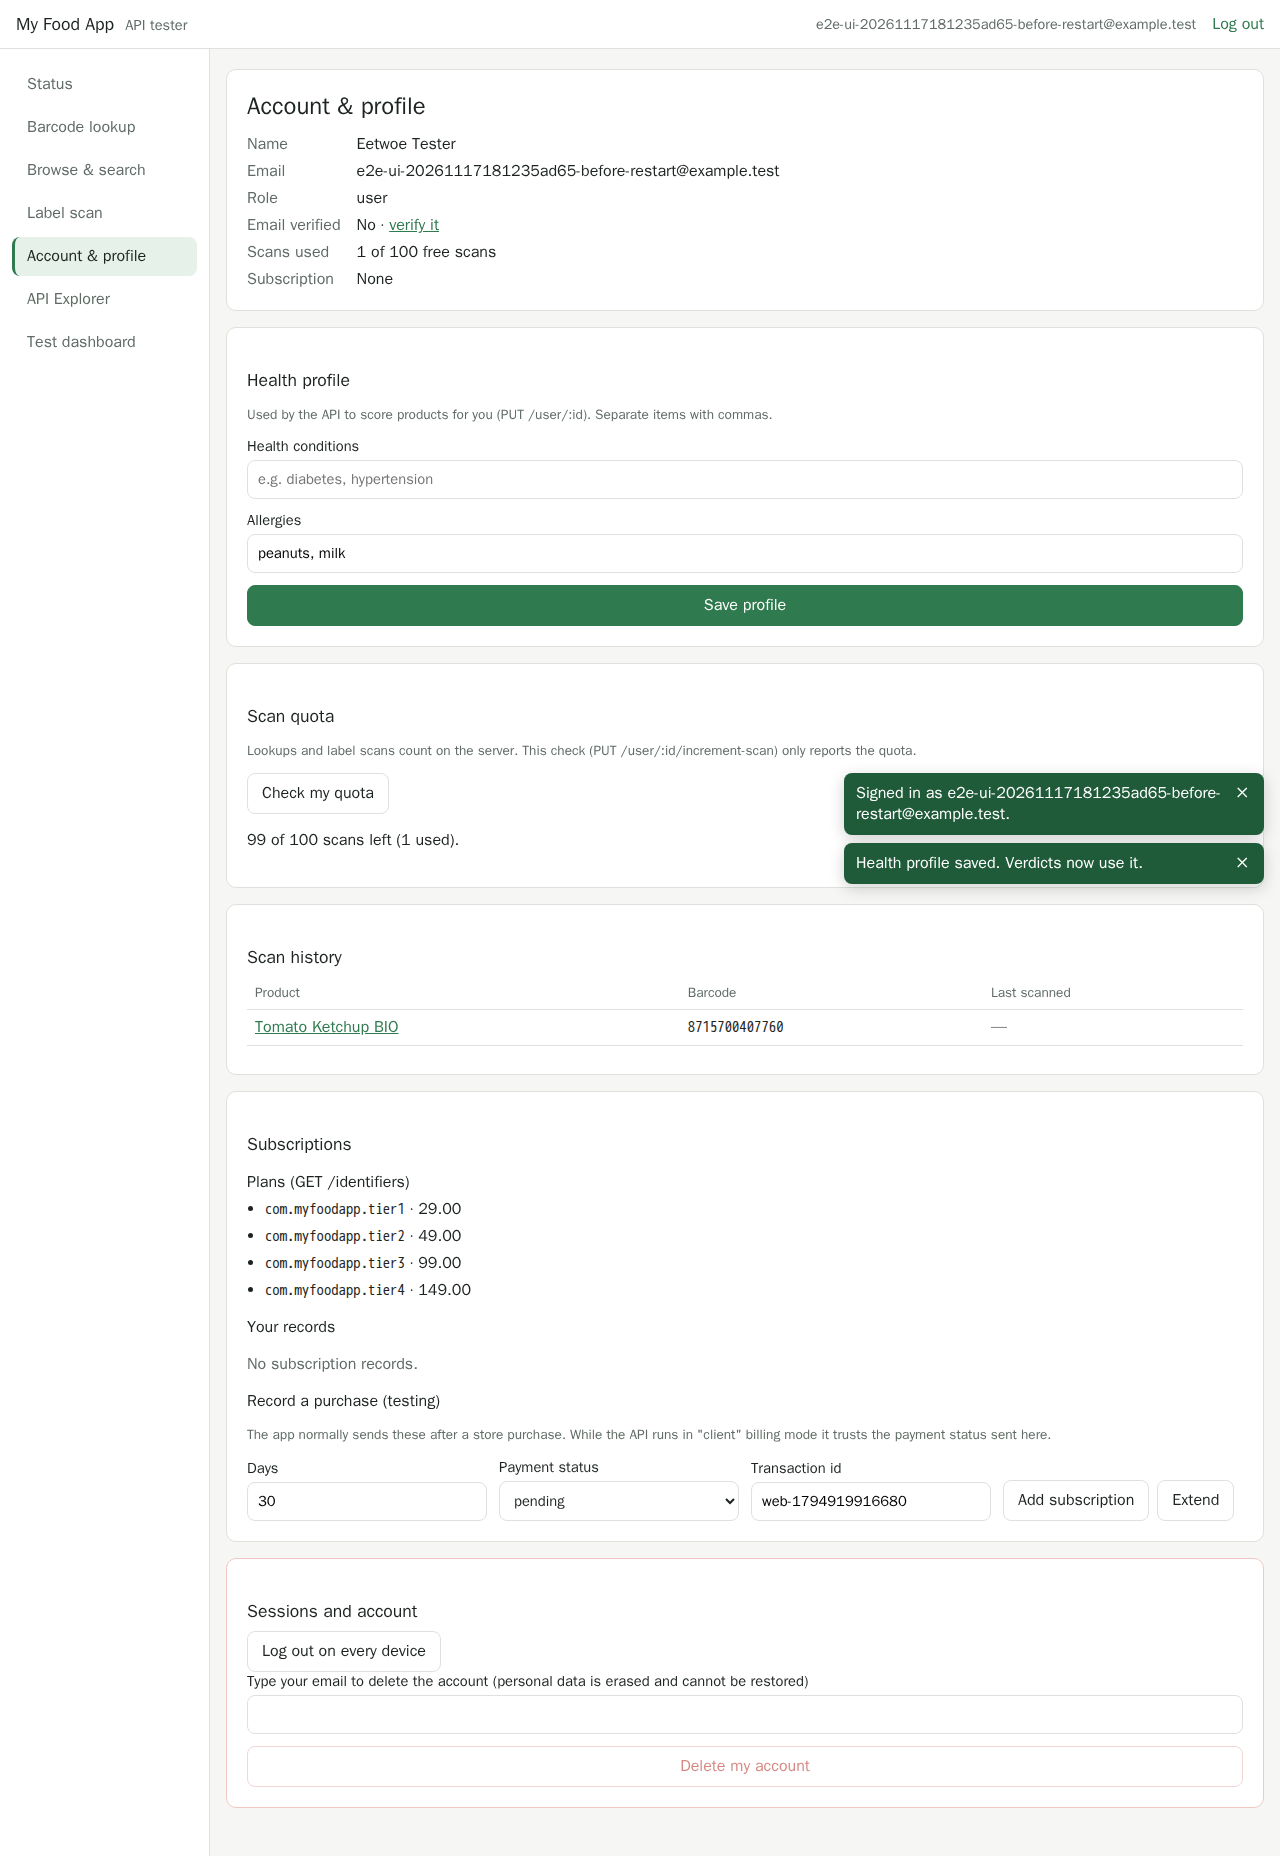 My Food App API tester
e2e-ui-20261117181235ad65-before-restart@example.test Log out
Status
Barcode lookup
Browse & search
Label scan
Account & profile
API Explorer
Test dashboard
Account & profile
Name Eetwoe Tester
Email e2e-ui-20261117181235ad65-before-restart@example.test
Role user
Email verified No · verify it
Scans used 1 of 100 free scans
Subscription None
Health profile
Used by the API to score products for you (PUT /user/:id). Separate items with commas.
Health conditions
e.g. diabetes, hypertension
Allergies
peanuts, milk
Save profile
Scan quota
Lookups and label scans count on the server. This check (PUT /user/:id/increment-scan) only reports the quota.
Check my quota
99 of 100 scans left (1 used).
Signed in as e2e-ui-20261117181235ad65-before-
restart@example.test.
×
Health profile saved. Verdicts now use it.
×
Scan history
Product Barcode Last scanned
Tomato Ketchup BIO 8715700407760 —
Subscriptions
Plans (GET /identifiers)
• com.myfoodapp.tier1 · 29.00
• com.myfoodapp.tier2 · 49.00
• com.myfoodapp.tier3 · 99.00
• com.myfoodapp.tier4 · 149.00
Your records
No subscription records.
Record a purchase (testing)
The app normally sends these after a store purchase. While the API runs in "client" billing mode it trusts the payment status sent here.
Days Payment status Transaction id
30 pending web-1794919916680 Add subscription Extend
Sessions and account
Log out on every device
Type your email to delete the account (personal data is erased and cannot be restored)
Delete my account